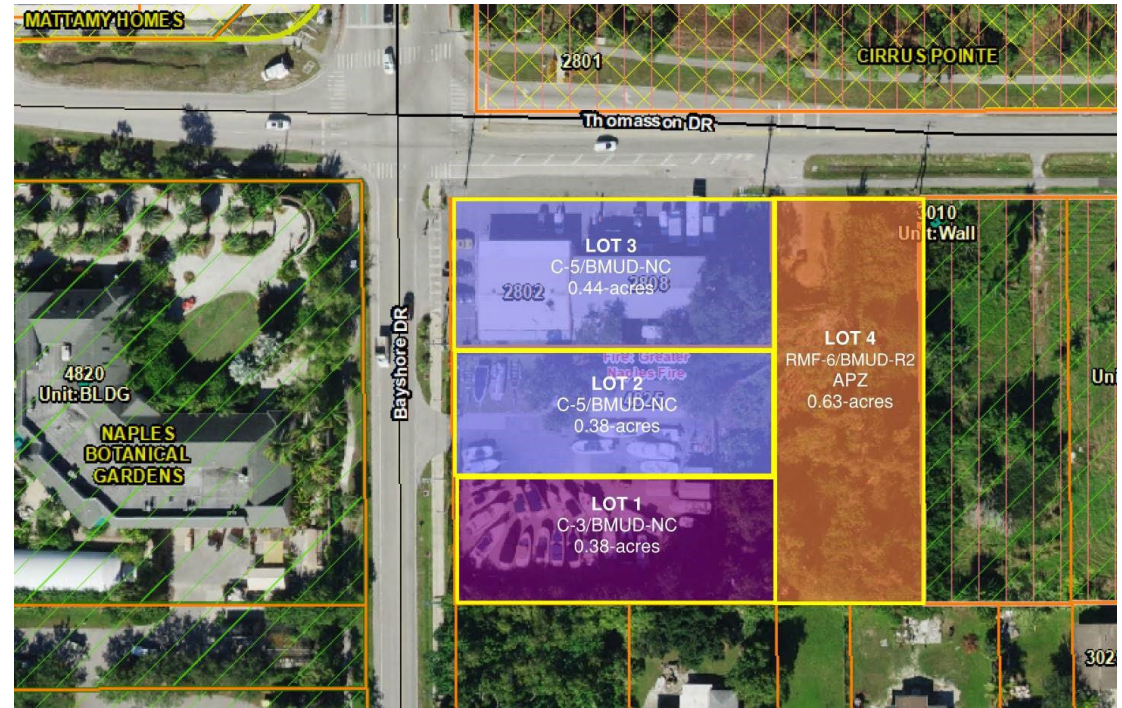 MATTAMY HOMES
2801
CIRRUS POINTE
Thomasson DR
Bayshore DR
4820
Unit:BLDG
NAPLES
BOTANICAL
GARDENS
LOT 3
C-5/BMUD-NC
0.44-acres
2802
2808
Fire: Greater
Naples Fire
LOT 2
C-5/BMUD-NC
0.38-acres
LOT 1
C-3/BMUD-NC
0.38-acres
LOT 4
RMF-6/BMUD-R2
APZ
0.63-acres
3010
Unit:Wall
Uni
302